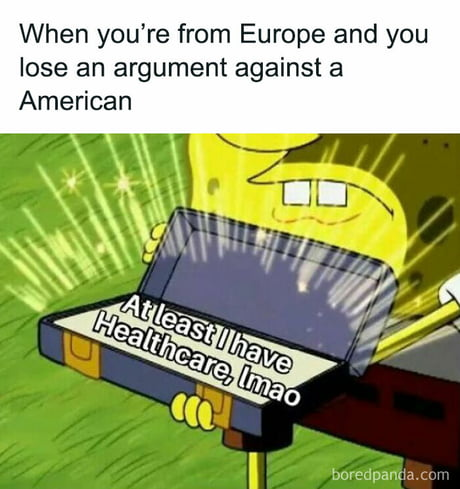 When you’re from Europe and you
lose an argument against a
American
At least I have
Healthcare, lmao
boredpanda.com